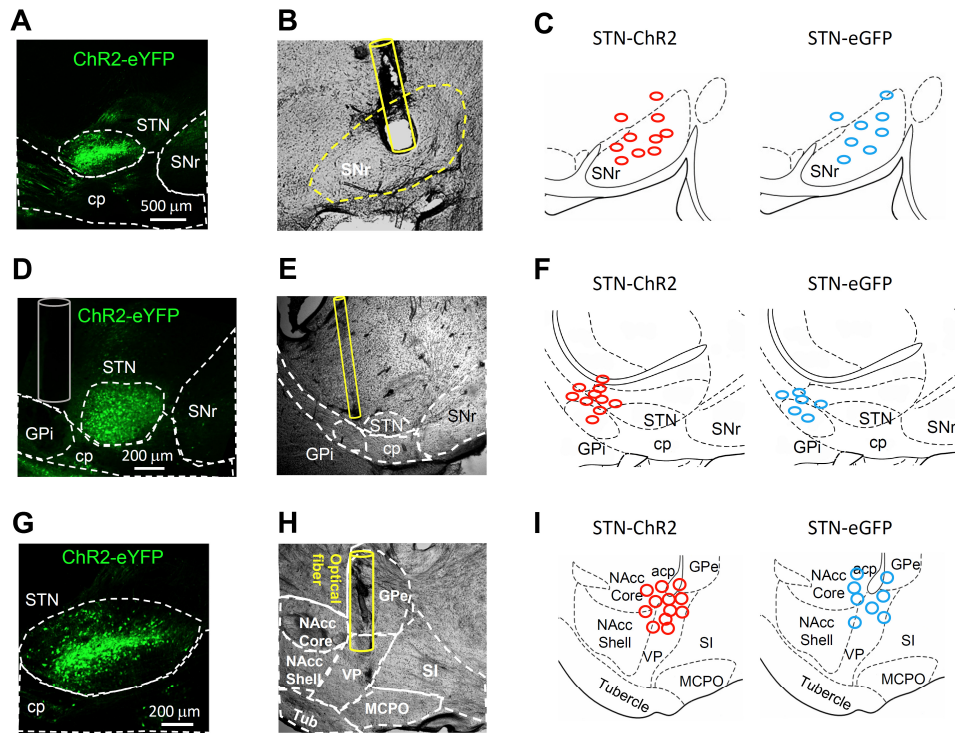 A
ChR2-eYFP
STN
SNr
cp
500 µm
B
SNr
C
STN-ChR2
STN-eGFP
SNr
SNr
D
ChR2-eYFP
STN
SNr
GPi
cp
200 µm
E
STN
SNr
GPi
cp
F
STN-ChR2
STN-eGFP
STN
SNr
cp
GPi
STN
SNr
cp
GPi
G
ChR2-eYFP
STN
cp
200 µm
H
Optical
fiber
GPe
NAcc
Core
NAcc
Shell
VP
SI
MCPO
Tub
I
STN-ChR2
STN-eGFP
acp
GPe
NAcc
Core
NAcc
Shell
SI
VP
MCPO
Tubercle
acp
GPe
NAcc
Core
NAcc
Shell
SI
VP
MCPO
Tubercle